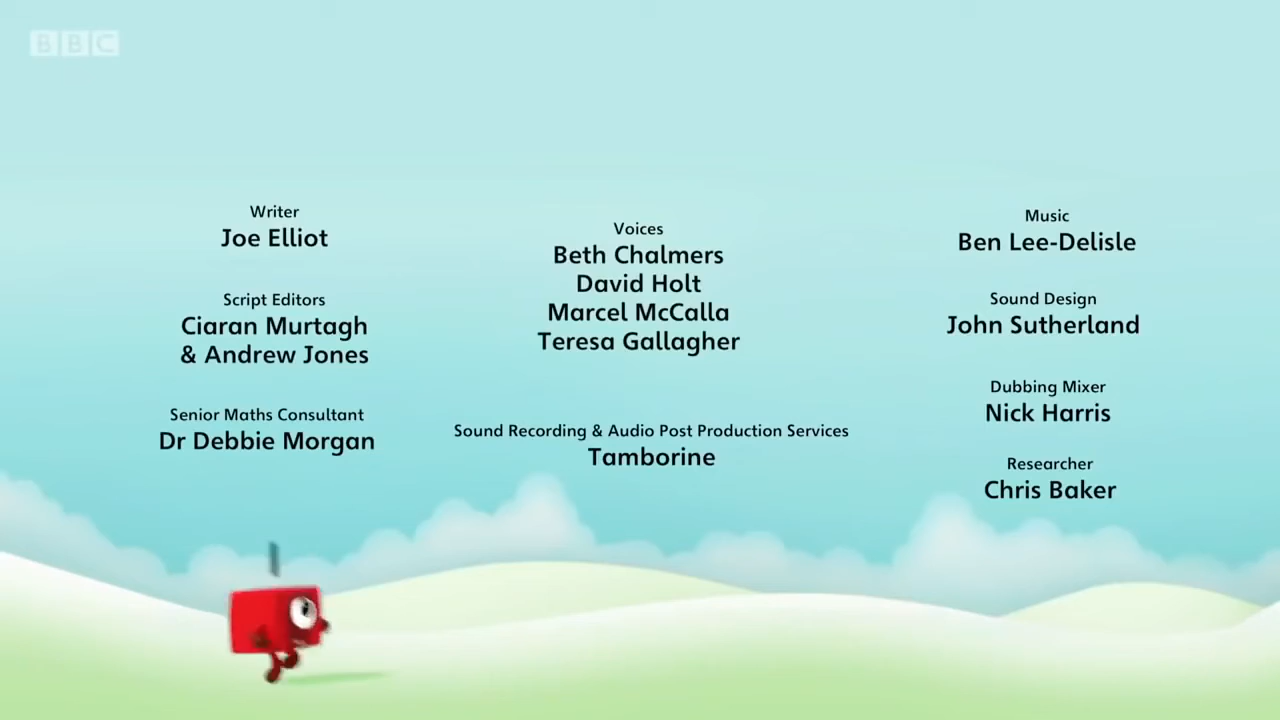 BBC
Writer
Joe Elliot
Script Editors
Ciaran Murtagh
& Andrew Jones
Senior Maths Consultant
Dr Debbie Morgan
Voices
Beth Chalmers
David Holt
Marcel McCalla
Teresa Gallagher
Sound Recording & Audio Post Production Services
Tamborine
Music
Ben Lee-Delisle
Sound Design
John Sutherland
Dubbing Mixer
Nick Harris
Researcher
Chris Baker